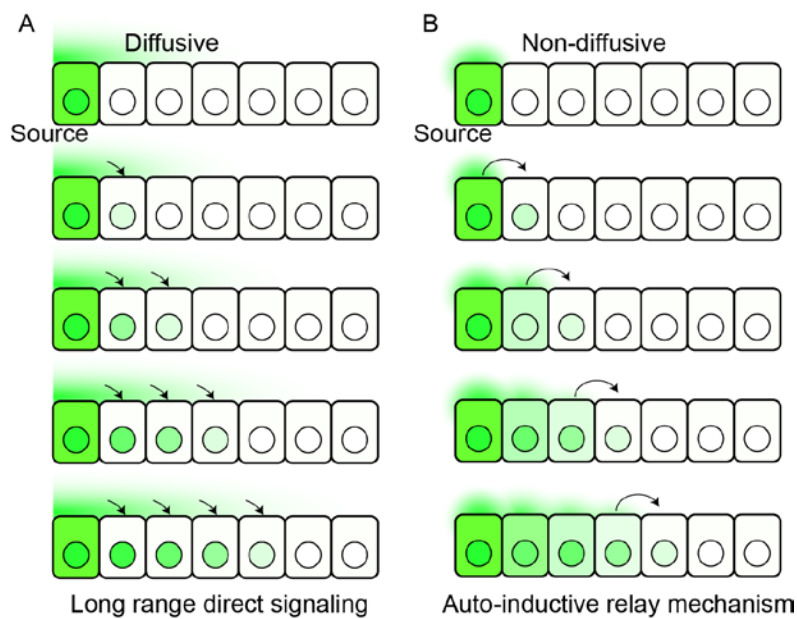 A
Diffusive
Source
Long range direct signaling
B
Non-diffusive
Source
Auto-inductive relay mechanism